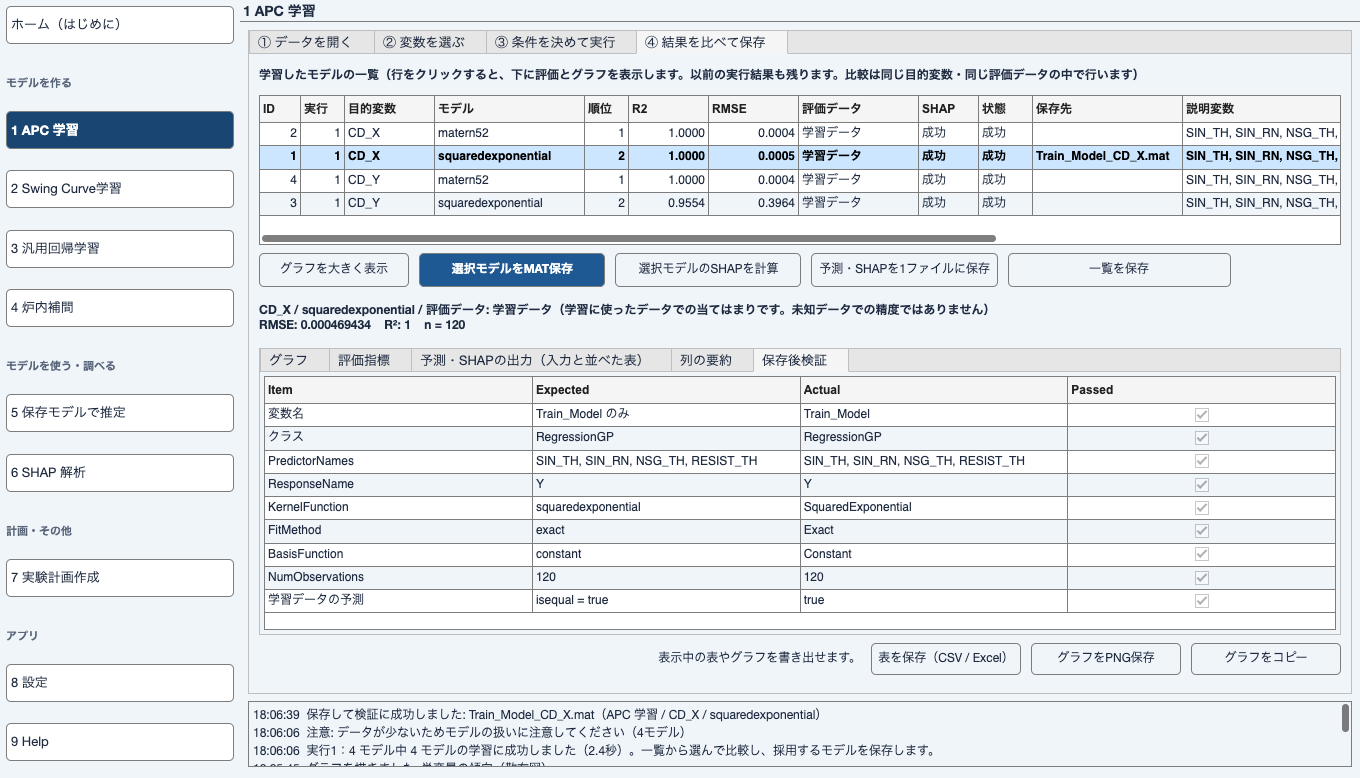 ホーム（はじめに）
モデルを作る
1 APC 学習
2 Swing Curve学習
3 汎用回帰学習
4 炉内補間
モデルを使う・調べる
5 保存モデルで推定
6 SHAP 解析
計画・その他
7 実験計画作成
アプリ
8 設定
9 Help
1 APC 学習
① データを開く ② 変数を選ぶ ③ 条件を決めて実行 ④ 結果を比べて保存
学習したモデルの一覧（行をクリックすると、下に評価とグラフを表示します。以前の実行結果も残ります。比較は同じ目的変数・同じ評価データの中で行います）
ID 実行 目的変数 モデル 順位 R2 RMSE 評価データ SHAP 状態 保存先 説明変数
2 1 CD_X matern52 1 1.0000 0.0004 学習データ 成功 成功 SIN_TH, SIN_RN, NSG_TH,
1 1 CD_X squaredexponential 2 1.0000 0.0005 学習データ 成功 成功 Train_Model_CD_X.mat SIN_TH, SIN_RN, NSG_TH,
4 1 CD_Y matern52 1 1.0000 0.0004 学習データ 成功 成功 SIN_TH, SIN_RN, NSG_TH,
3 1 CD_Y squaredexponential 2 0.9554 0.3964 学習データ 成功 成功 SIN_TH, SIN_RN, NSG_TH,
グラフを大きく表示 選択モデルをMAT保存 選択モデルのSHAPを計算 予測・SHAPを1ファイルに保存 一覧を保存
CD_X / squaredexponential / 評価データ: 学習データ（学習に使ったデータでの当てはまりです。未知データでの精度ではありません）
RMSE: 0.000469434 R²: 1 n = 120
グラフ 評価指標 予測・SHAPの出力（入力と並べた表） 列の要約 保存後検証
Item Expected Actual Passed
変数名 Train_Model のみ Train_Model
クラス RegressionGP RegressionGP
PredictorNames SIN_TH, SIN_RN, NSG_TH, RESIST_TH SIN_TH, SIN_RN, NSG_TH, RESIST_TH
ResponseName Y Y
KernelFunction squaredexponential SquaredExponential
FitMethod exact Exact
BasisFunction constant Constant
NumObservations 120 120
学習データの予測 isequal = true true
表示中の表やグラフを書き出せます。 表を保存（CSV / Excel） グラフをPNG保存 グラフをコピー
18:06:39 保存して検証に成功しました: Train_Model_CD_X.mat（APC 学習 / CD_X / squaredexponential）
18:06:06 注意: データが少ないためモデルの扱いに注意してください（4モデル）
18:06:06 実行1：4 モデル中 4 モデルの学習に成功しました（2.4秒）。一覧から選んで比較し、採用するモデルを保存します。